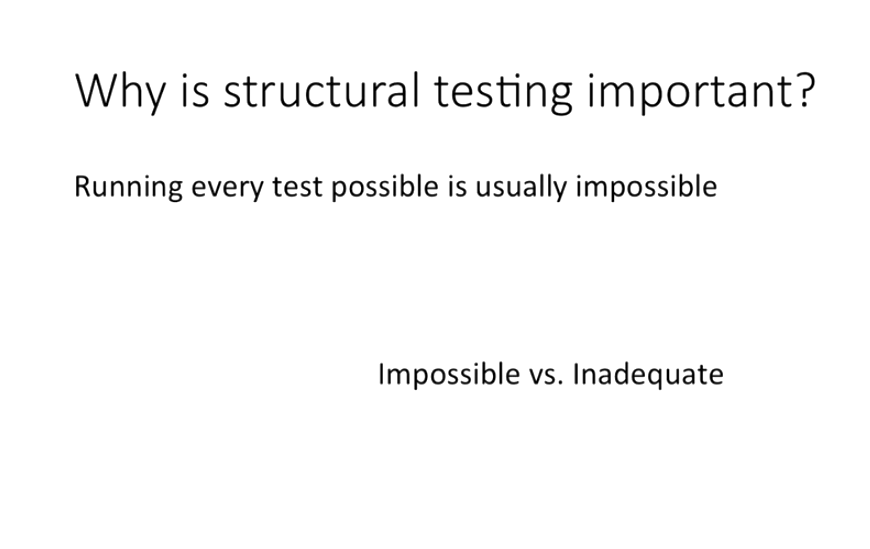 Why is structural testing important?
Running every test possible is usually impossible
Impossible vs. Inadequate